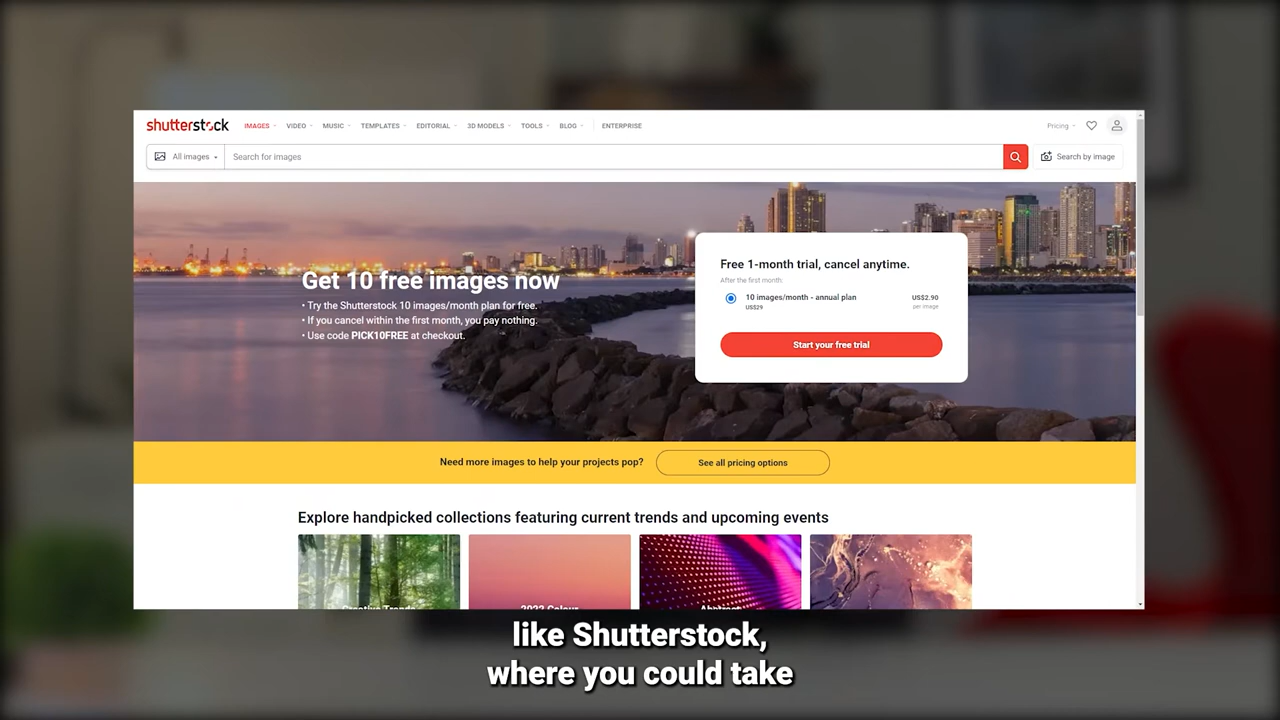 shutterstock
IMAGES VIDEO MUSIC TEMPLATES EDITORIAL 3D MODELS TOOLS BLOG ENTERPRISE Pricing
All images Search for images Search by image
Get 10 free images now
• Try the Shutterstock 10 images/month plan for free.
• If you cancel within the first month, you pay nothing.
• Use code PICK10FREE at checkout.
Free 1-month trial, cancel anytime.
After the first month:
10 images/month - annual plan US$2.90
US$29 per image
Start your free trial
Need more images to help your projects pop? See all pricing options
Explore handpicked collections featuring current trends and upcoming events
Creative Trends 2022 Colour Abstract
like Shutterstock,
where you could take